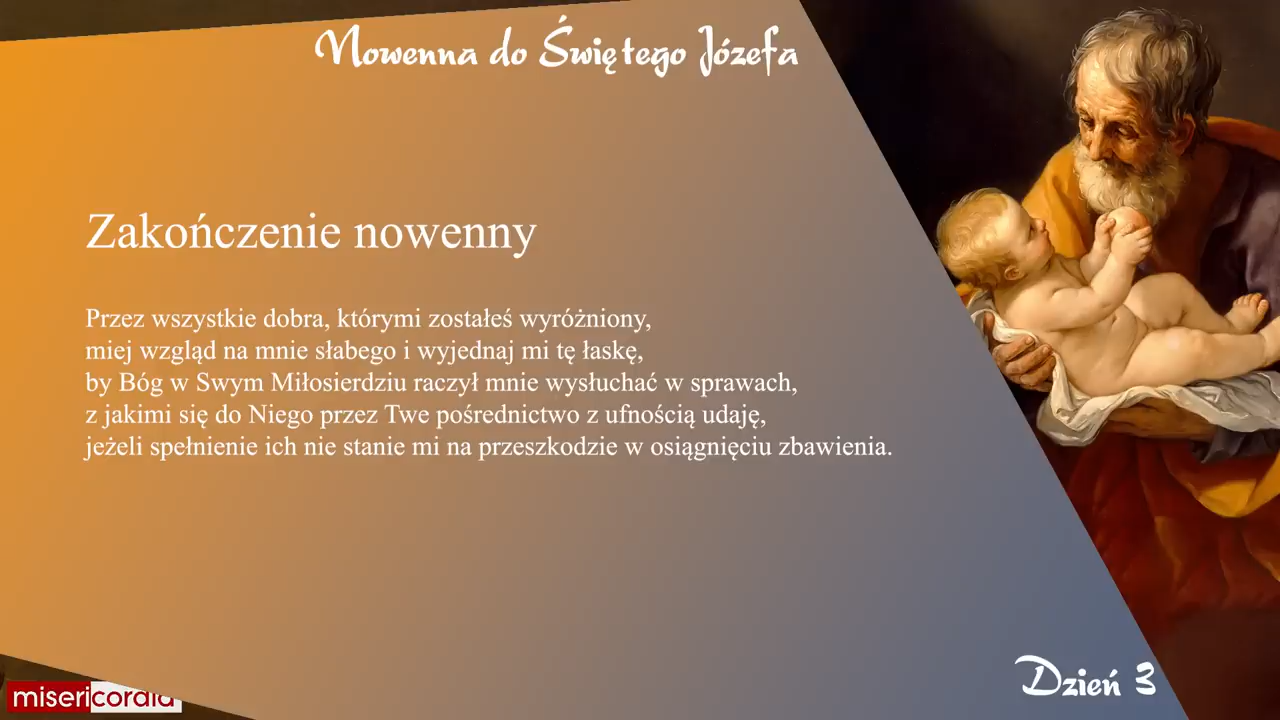 Nowenna do Świętego Józefa
Zakończenie nowenny
Przez wszystkie dobra, którymi zostałeś wyróżniony,
miej wzgląd na mnie słabego i wyjednaj mi tę łaskę,
by Bóg w Swym Miłosierdziu raczył mnie wysłuchać w sprawach,
z jakimi się do Niego przez Twe pośrednictwo z ufnością udaję,
jeżeli spełnienie ich nie stanie mi na przeszkodzie w osiągnięciu zbawienia.
Dzień 3
misericordia